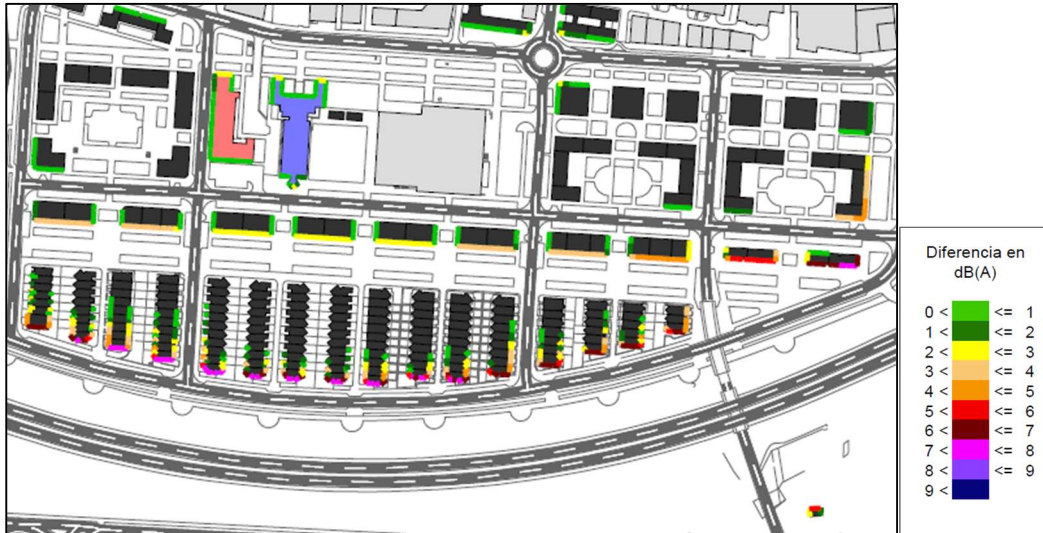 Diferencia en
dB(A)
0 < <= 1
1 < <= 2
2 < <= 3
3 < <= 4
4 < <= 5
5 < <= 6
6 < <= 7
7 < <= 8
8 < <= 9
9 <